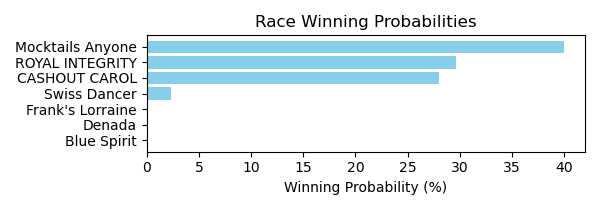 Race Winning Probabilities
Mocktails Anyone
ROYAL INTEGRITY
CASHOUT CAROL
Swiss Dancer
Frank's Lorraine
Denada
Blue Spirit
0 5 10 15 20 25 30 35 40
Winning Probability (%)